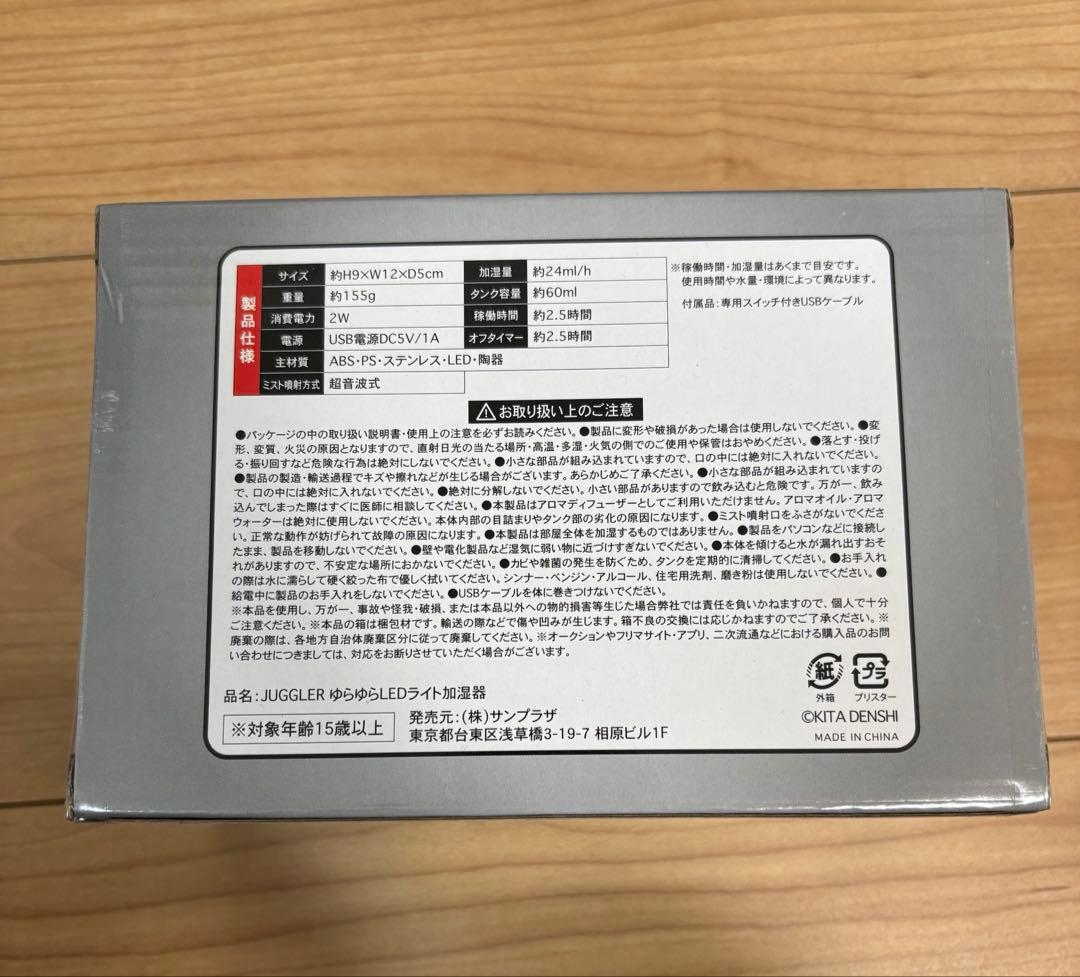 製品仕様
サイズ 約H9×W12×D5cm 加湿量 約24ml/h
重量 約155g タンク容量 約60ml
消費電力 2W 稼働時間 約2.5時間
電源 USB電源DC5V/1A オフタイマー 約2.5時間
主材質 ABS・PS・ステンレス・LED・陶器
ミスト噴射方式 超音波式
※稼働時間・加湿量はあくまで目安です。
使用時間や水量・環境によって異なります。
付属品:専用スイッチ付きUSBケーブル
⚠お取り扱い上のご注意
●パッケージの中の取り扱い説明書・使用上の注意を必ずお読みください。●製品に変形や破損があった場合は使用しないでください。●変
形、変質、火災の原因となりますので、直射日光の当たる場所・高温・多湿・火気の側でのご使用や保管はおやめください。●落とす・投げ
る・振り回すなど危険な行為は絶対にしないでください。●小さな部品が組み込まれていますので、口の中には絶対に入れないでください。
●製品の製造・輸送過程でキズや擦れなどが生じる場合がございます。あらかじめご了承ください。●小さな部品が組み込まれていますの
で、口の中には絶対に入れないでください。●絶対に分解しないでください。小さい部品がありますので飲み込むと危険です。万が一、飲み
込んでしまった際はすぐに医師に相談してください。●本製品はアロマディフューザーとしてご利用いただけません。アロマオイル・アロマ
ウォーターは絶対に使用しないでください。本体内部の目詰まりやタンク部の劣化の原因になります。●ミスト噴射口をふさがないでくださ
い。正常な動作が妨げられて故障の原因になります。●本製品は部屋全体を加湿するものではありません。●製品をパソコンなどに接続し
たまま、製品を移動しないでください。●壁や電化製品など湿気に弱い物に近づけすぎないでください。●本体を傾けると水が漏れ出すおそ
れがありますので、不安定な場所におかないでください。●カビや雑菌の発生を防ぐため、タンクを定期的に清掃してください。●お手入れ
の際は水に濡らして硬く絞った布で優しく拭いてください。シンナー・ベンジン・アルコール、住宅用洗剤、磨き粉は使用しないでください。●
給電中に製品のお手入れをしないでください。●USBケーブルを体に巻きつけないでください。
※本品を使用し、万が一、事故や怪我・破損、または本品以外への物的損害等生じた場合弊社では責任を負いかねますので、個人で十分
ご注意ください。※本品の箱は梱包材です。輸送の際などで傷や凹みが生じます。箱不良の交換には応じかねますのでご了承ください。※
廃棄の際は、各地方自治体廃棄区分に従って廃棄してください。※オークションやフリマサイト・アプリ、二次流通などにおける購入品のお問
い合わせにつきましては、対応をお断りさせていただく場合がございます。
品名:JUGGLER ゆらゆらLEDライト加湿器
※対象年齢15歳以上
発売元:(株)サンプラザ
東京都台東区浅草橋3-19-7 相原ビル1F
紙 プラ
外箱 ブリスター
©KITA DENSHI
MADE IN CHINA